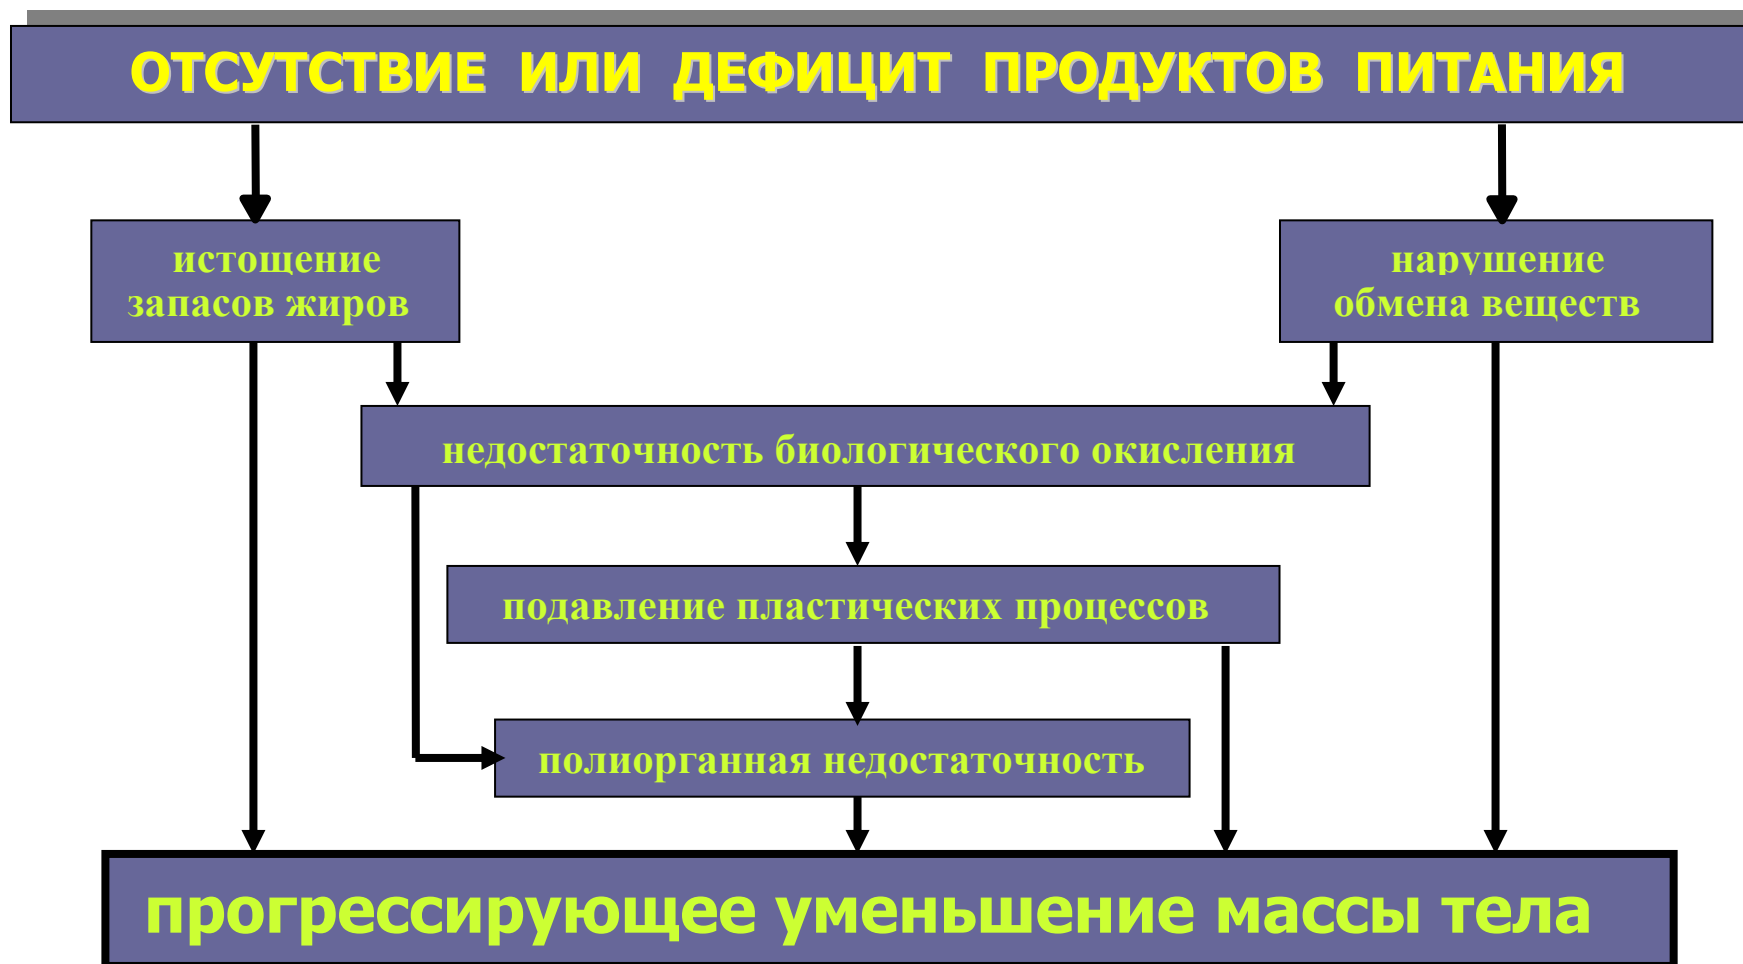 ОТСУТСТВИЕ ИЛИ ДЕФИЦИТ ПРОДУКТОВ ПИТАНИЯ
истощение
запасов жиров
нарушение
обмена веществ
недостаточность биологического окисления
подавление пластических процессов
полиорганная недостаточность
прогрессирующее уменьшение массы тела